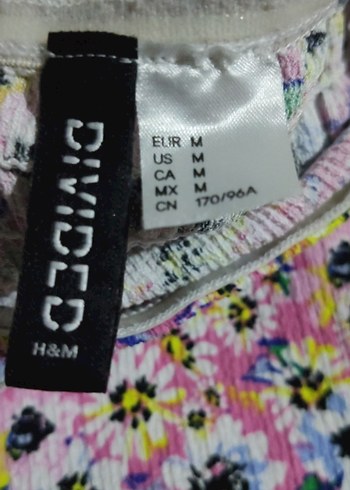 DIVIDED
H&M
EUR M
US M
CA M
MX M
CN 170/96A